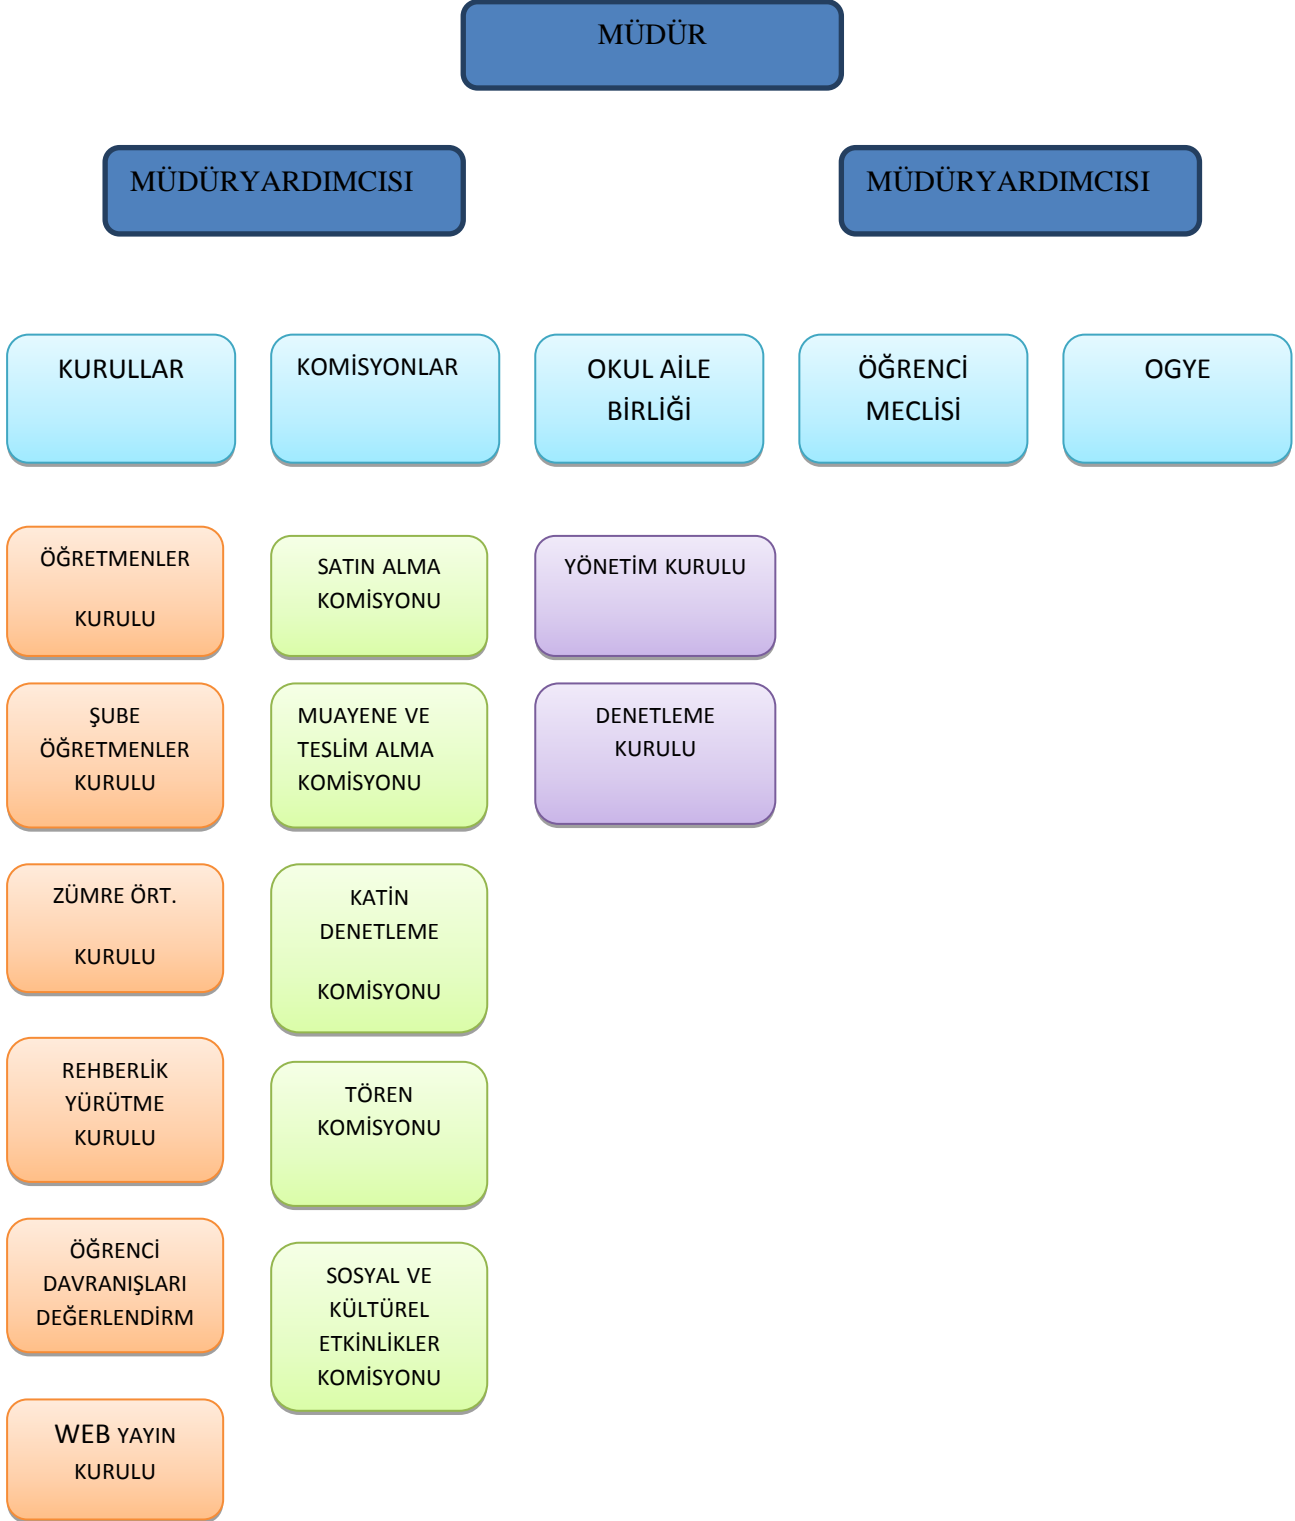 MÜDÜR
MÜDÜRYARDIMCISI
MÜDÜRYARDIMCISI
KURULLAR
KOMİSYONLAR
OKUL AİLE
BİRLİĞİ
ÖĞRENCİ
MECLİSİ
OGYE
ÖĞRETMENLER
KURULU
ŞUBE
ÖĞRETMENLER
KURULU
ZÜMRE ÖRT.
KURULU
REHBERLİK
YÜRÜTME
KURULU
ÖĞRENCİ
DAVRANIŞLARI
DEĞERLENDİRM
WEB YAYIN
KURULU
SATIN ALMA
KOMİSYONU
MUAYENE VE
TESLİM ALMA
KOMİSYONU
KATİN
DENETLEME
KOMİSYONU
TÖREN
KOMİSYONU
SOSYAL VE
KÜLTÜREL
ETKİNLİKLER
KOMİSYONU
YÖNETİM KURULU
DENETLEME
KURULU